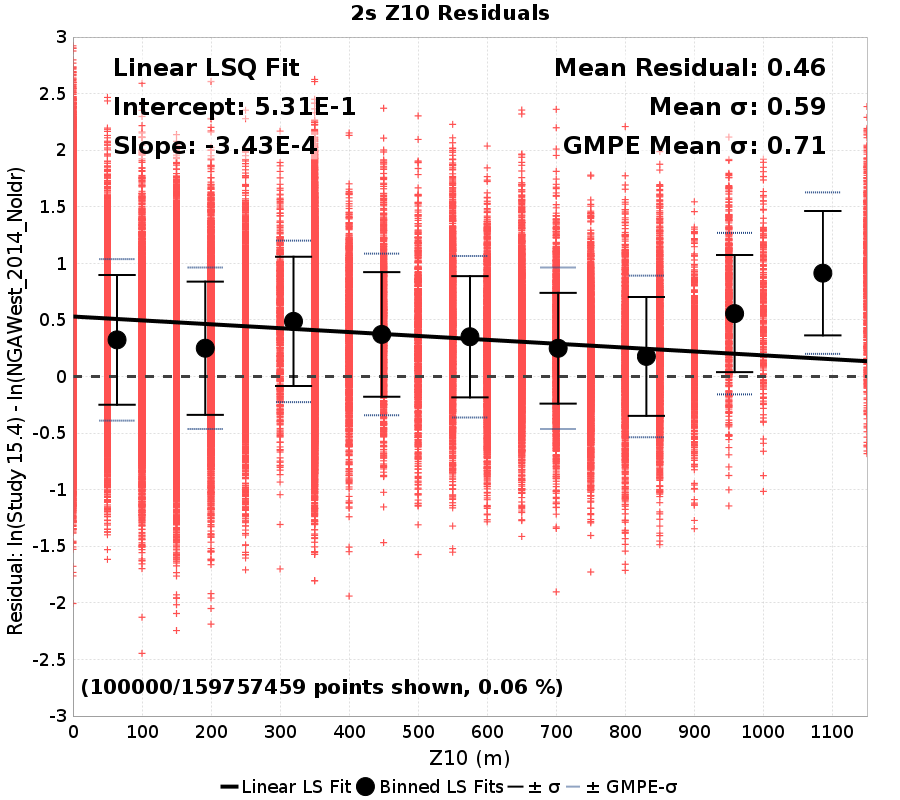 2s Z10 Residuals
Linear LSQ Fit
Intercept: 5.31E-1
Slope: -3.43E-4
Mean Residual: 0.46
Mean σ: 0.59
GMPE Mean σ: 0.71
Residual: ln(Study 15.4) - ln(NGAWest_2014_NoIdr)
3
2.5
2
1.5
1
0.5
0
-0.5
-1
-1.5
-2
-2.5
-3
(100000/159757459 points shown, 0.06 %)
0 100 200 300 400 500 600 700 800 900 1000 1100
Z10 (m)
Linear LS Fit Binned LS Fits ± σ ± GMPE-σ